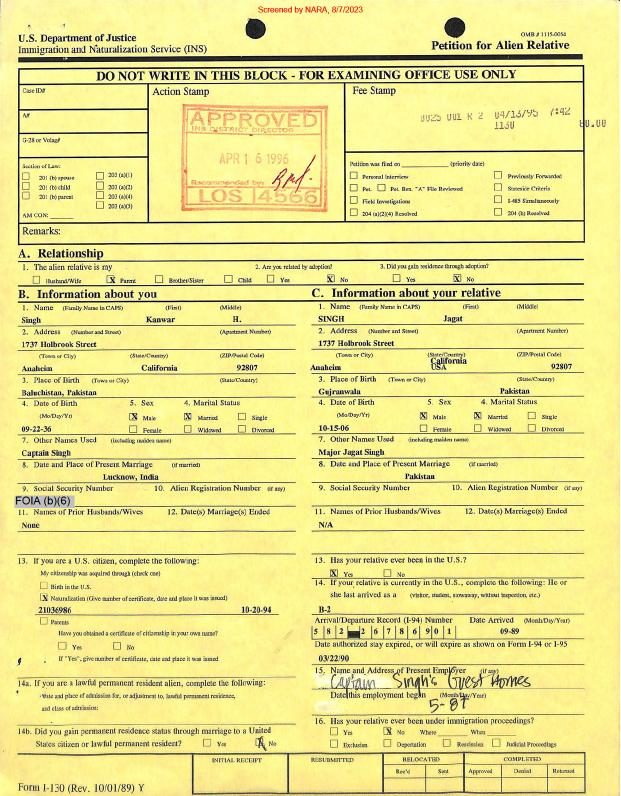 Screened by NARA, 8/7/2023
U.S. Department of Justice
Immigration and Naturalization Service (INS)
OMB # 1115-0054
Petition for Alien Relative
DO NOT WRITE IN THIS BLOCK - FOR EXAMINING OFFICE USE ONLY
Case ID#
Action Stamp
Fee Stamp
A#
G-28 or Volag#
APPROVED
INS DISTRICT DIRECTOR
APR 16 1996
Recommended by
LOS 4566
0025 001 R 2 04/13/95 7:42
1130 80.00
Section of Law:
201 (b) spouse 203 (a)(1)
201 (b) child 203 (a)(2)
201 (b) parent 203 (a)(4)
203 (a)(5)
AM CON:
Petition was filed on (priority date)
Personal Interview Previously Forwarded
Pet. Pet. Ben. "A" File Reviewed Stateside Criteria
Field Investigations I-485 Simultaneously
204 (a)(2)(4) Resolved 204 (h) Resolved
Remarks:
A. Relationship
1. The alien relative is my 2. Are you related by adoption? 3. Did you gain residence through adoption?
Husband/Wife X Parent Brother/Sister Child Yes X No Yes X No
B. Information about you
1. Name (Family Name in CAPS) (First) (Middle)
Singh Kanwar H.
2. Address (Number and Street) (Apartment Number)
1737 Holbrook Street
(Town or City) (State/Country) (ZIP/Postal Code)
Anaheim California 92807
3. Place of Birth (Town or City) (State/Country)
Baluchistan, Pakistan
4. Date of Birth 5. Sex 4. Marital Status
(Mo/Day/Yr) X Male X Married Single
09-22-36 Female Widowed Divorced
7. Other Names Used (including maiden name)
Captain Singh
8. Date and Place of Present Marriage (if married)
Lucknow, India
9. Social Security Number 10. Alien Registration Number (if any)
FOIA (b)(6)
11. Names of Prior Husbands/Wives 12. Date(s) Marriage(s) Ended
None
13. If you are a U.S. citizen, complete the following:
My citizenship was acquired through (check one)
Birth in the U.S.
X Naturalization (Give number of certificate, date and place it was issued)
21036986 10-20-94
Parents
Have you obtained a certificate of citizenship in your own name?
Yes No
If "Yes", give number of certificate, date and place it was issued
14a. If you are a lawful permanent resident alien, complete the following:
Date and place of admission for, or adjustment to, lawful permanent residence,
and class of admission:
14b. Did you gain permanent residence status through marriage to a United
States citizen or lawful permanent resident? Yes X No
C. Information about your relative
1. Name (Family Name in CAPS) (First) (Middle)
SINGH Jagat
2. Address (Number and Street) (Apartment Number)
1737 Holbrook Street
(Town or City) (State/Country) (ZIP/Postal Code)
California
Anaheim USA 92807
3. Place of Birth (Town or City) (State/Country)
Gujranwala Pakistan
4. Date of Birth 5. Sex 4. Marital Status
(Mo/Day/Yr) X Male X Married Single
10-15-06 Female Widowed Divorced
7. Other Names Used (including maiden name)
Major Jagat Singh
8. Date and Place of Present Marriage (if married)
Pakistan
9. Social Security Number 10. Alien Registration Number (if any)
11. Names of Prior Husbands/Wives 12. Date(s) Marriage(s) Ended
N/A
13. Has your relative ever been in the U.S.?
X Yes No
14. If your relative is currently in the U.S., complete the following: He or
she last arrived as a (visitor, student, stowaway, without inspection, etc.)
B-2
Arrival/Departure Record (I-94) Number Date Arrived (Month/Day/Year)
5 8 2 2 6 7 8 6 9 0 1 09-89
Date authorized stay expired, or will expire as shown on Form I-94 or I-95
03/22/90
15. Name and Address of Present Employer (if any)
Captain Singh's Guest Homes
Date this employment began (Month/Day/Year)
5-87
16. Has your relative ever been under immigration proceedings?
Yes X No Where When
Exclusion Deportation Rescission Judicial Proceedings
INITIAL RECEIPT RESUBMITTED RELOCATED COMPLETED
Rec'd Sent Approved Denied Returned
Form I-130 (Rev. 10/01/89) Y